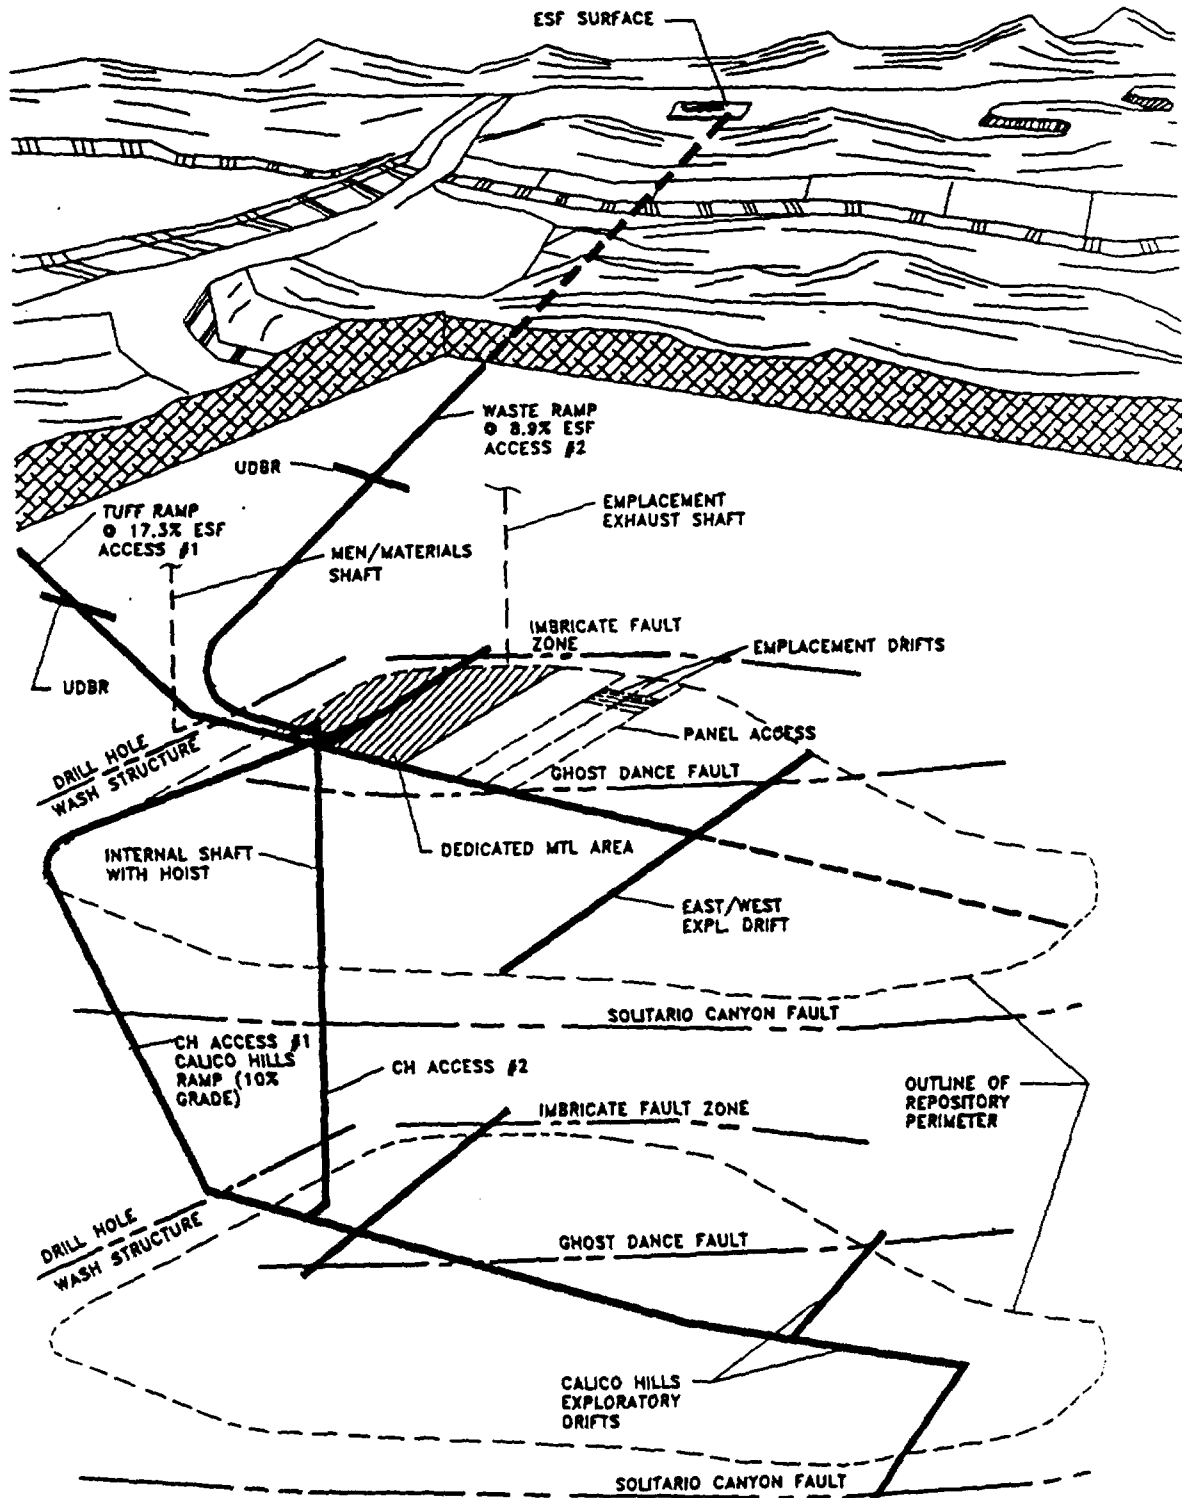 ESF SURFACE
WASTE RAMP
@ 8.9% ESF
ACCESS #2
UDBR
EMPLACEMENT
EXHAUST SHAFT
TUFF RAMP
@ 17.3% ESF
ACCESS #1
MEN/MATERIALS
SHAFT
IMBRICATE FAULT
ZONE
EMPLACEMENT DRIFTS
UDBR
PANEL ACCESS
DRILL HOLE
WASH STRUCTURE
GHOST DANCE FAULT
INTERNAL SHAFT
WITH HOIST
DEDICATED MTL AREA
EAST/WEST
EXPL. DRIFT
SOLITARIO CANYON FAULT
CH ACCESS #1
CALICO HILLS
RAMP (10%
GRADE)
CH ACCESS #2
OUTLINE OF
REPOSITORY
PERIMETER
IMBRICATE FAULT ZONE
DRILL HOLE
WASH STRUCTURE
GHOST DANCE FAULT
CALICO HILLS
EXPLORATORY
DRIFTS
SOLITARIO CANYON FAULT